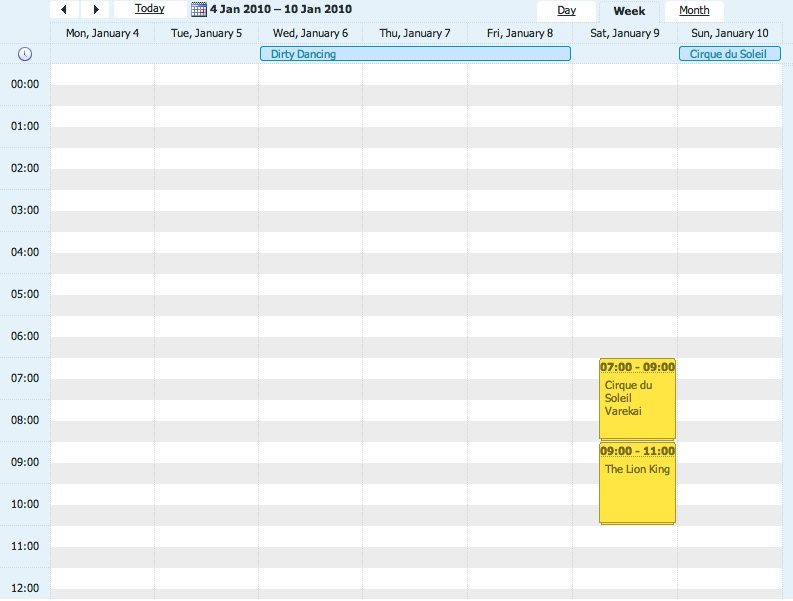 Today 4 Jan 2010 – 10 Jan 2010 Day Week Month
Mon, January 4 Tue, January 5 Wed, January 6 Thu, January 7 Fri, January 8 Sat, January 9 Sun, January 10
Dirty Dancing Cirque du Soleil
00:00
01:00
02:00
03:00
04:00
05:00
06:00
07:00 - 09:00
07:00
Cirque du
Soleil
Varekai
08:00
09:00 - 11:00
09:00
The Lion King
10:00
11:00
12:00